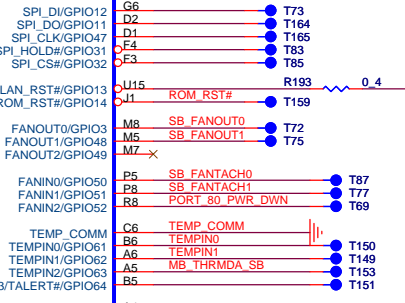 SPI_DI/GPIO12 G6 T73
SPI_DO/GPIO11 D2 T164
SPI_CLK/GPIO47 D1 T165
SPI_HOLD#/GPIO31 F4 T83
SPI_CS#/GPIO32 F3 T85
LAN_RST#/GPIO13 U15 R193 0_4
ROM_RST#/GPIO14 J1 ROM_RST# T159
FANOUT0/GPIO3 M8 SB_FANOUT0 T72
FANOUT1/GPIO48 M5 SB_FANOUT1 T75
FANOUT2/GPIO49 M7
FANIN0/GPIO50 P5 SB_FANTACH0 T87
FANIN1/GPIO51 P8 SB_FANTACH1 T77
FANIN2/GPIO52 R8 PORT_80_PWR_DWN T69
TEMP_COMM C6 TEMP_COMM
TEMPIN0/GPIO61 B6 TEMPIN0 T150
TEMPIN1/GPIO62 A6 TEMPIN1 T149
TEMPIN2/GPIO63 A5 MB_THRMDA_SB T153
3/TALERT#/GPIO64 B5 T151